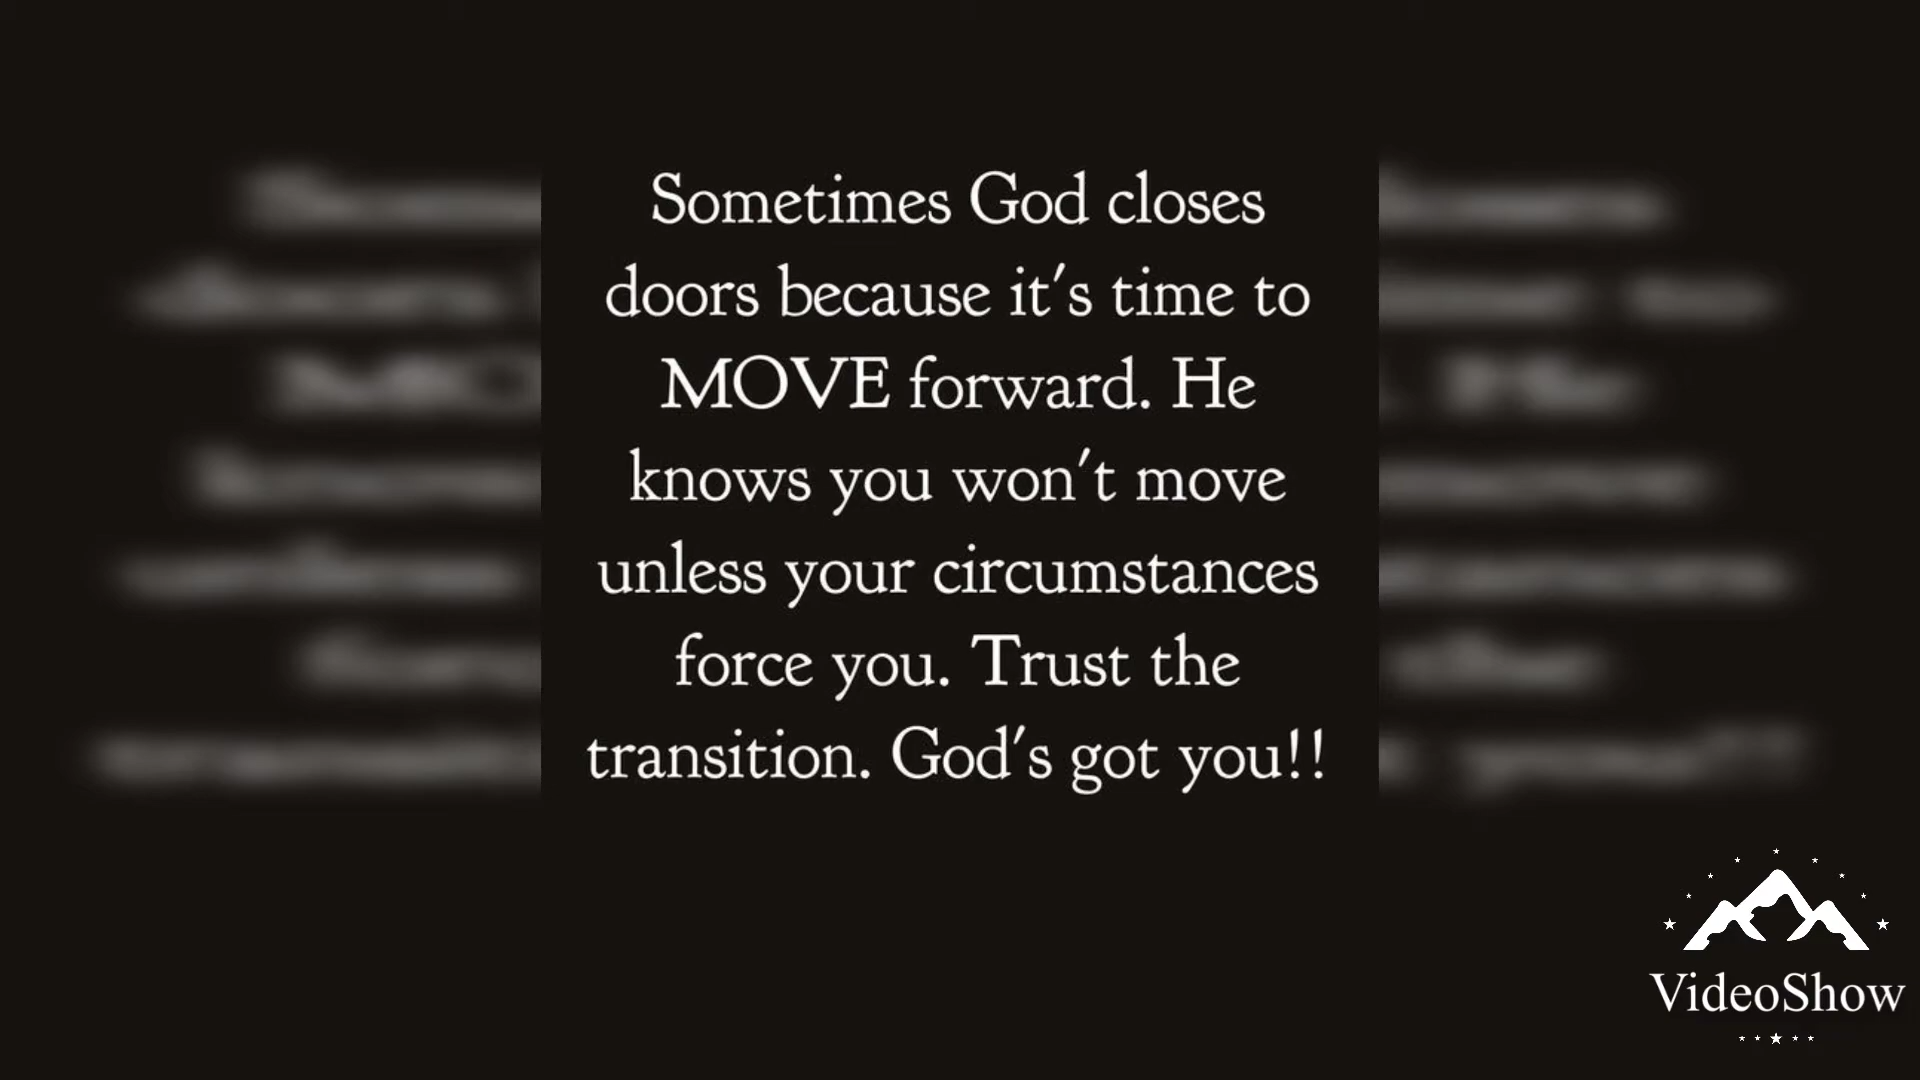 Sometimes God closes
doors because it's time to
MOVE forward. He
knows you won't move
unless your circumstances
force you. Trust the
transition. God's got you!!
VideoShow